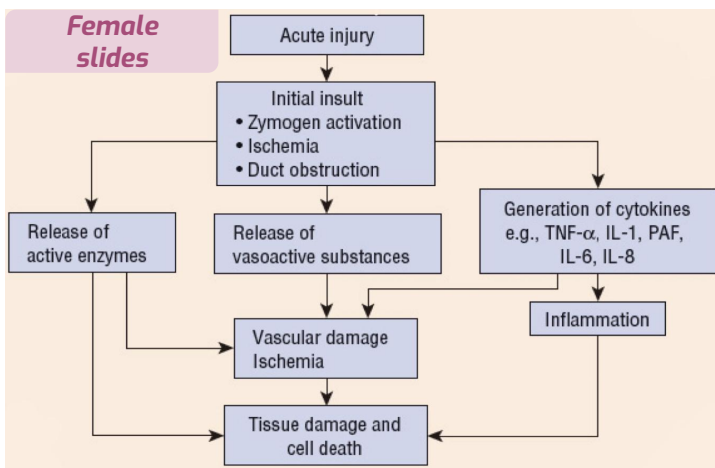 Female
slides
Acute injury
Initial insult
• Zymogen activation
• Ischemia
• Duct obstruction
Release of
active enzymes
Release of
vasoactive substances
Generation of cytokines
e.g., TNF-α, IL-1, PAF,
IL-6, IL-8
Inflammation
Vascular damage
Ischemia
Tissue damage and
cell death